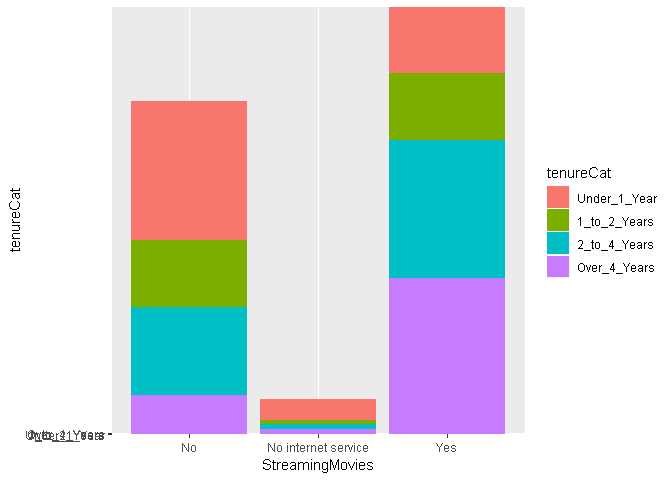 tenureCat
tenureCat
Under_1_Year
1_to_2_Years
2_to_4_Years
Over_4_Years
No
No internet service
Yes
StreamingMovies